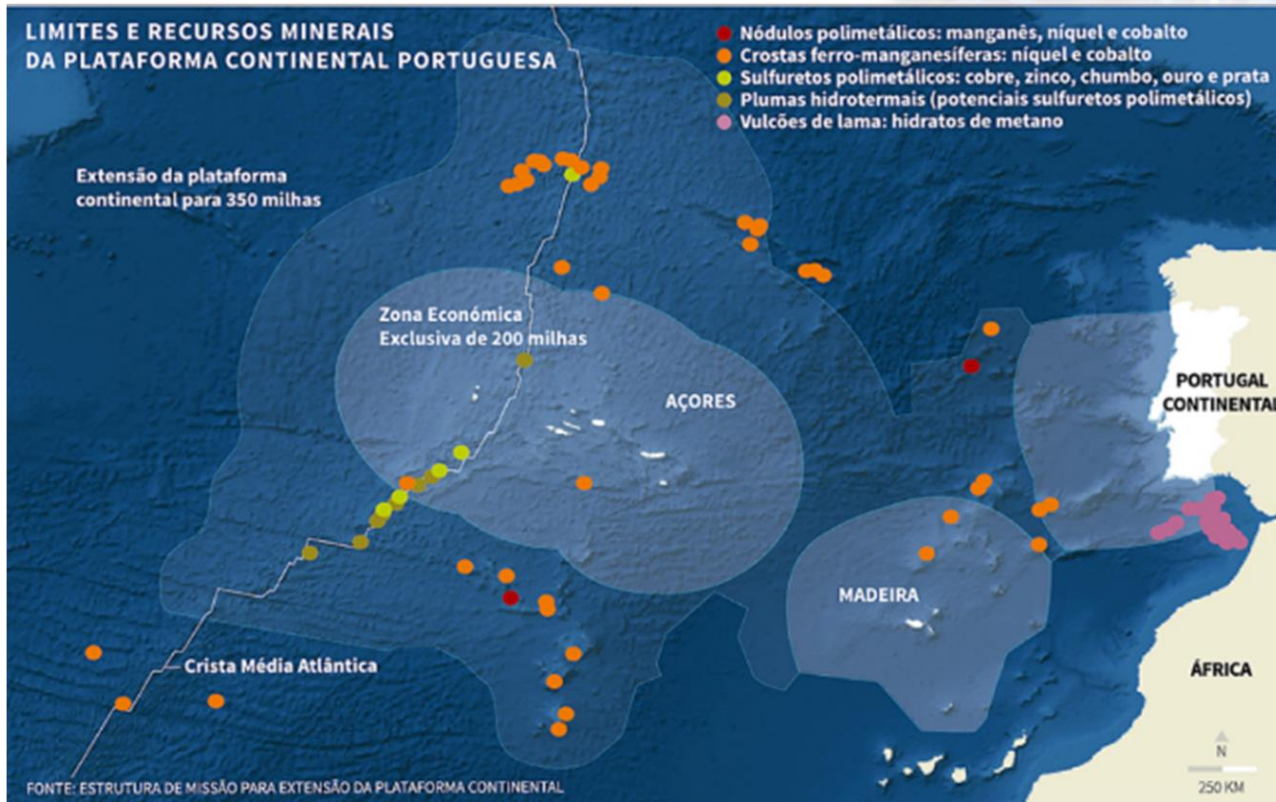 LIMITES E RECURSOS MINERAIS
DA PLATAFORMA CONTINENTAL PORTUGUESA
Nódulos polimetálicos: manganês, níquel e cobalto
Crostas ferro-manganesíferas: níquel e cobalto
Sulfuretos polimetálicos: cobre, zinco, chumbo, ouro e prata
Plumas hidrotermais (potenciais sulfuretos polimetálicos)
Vulcões de lama: hidratos de metano
Extensão da plataforma
continental para 350 milhas
Zona Económica
Exclusiva de 200 milhas
AÇORES
PORTUGAL
CONTINENTAL
MADEIRA
Crista Média Atlântica
ÁFRICA
N
250 KM
FONTE: ESTRUTURA DE MISSÃO PARA EXTENSÃO DA PLATAFORMA CONTINENTAL